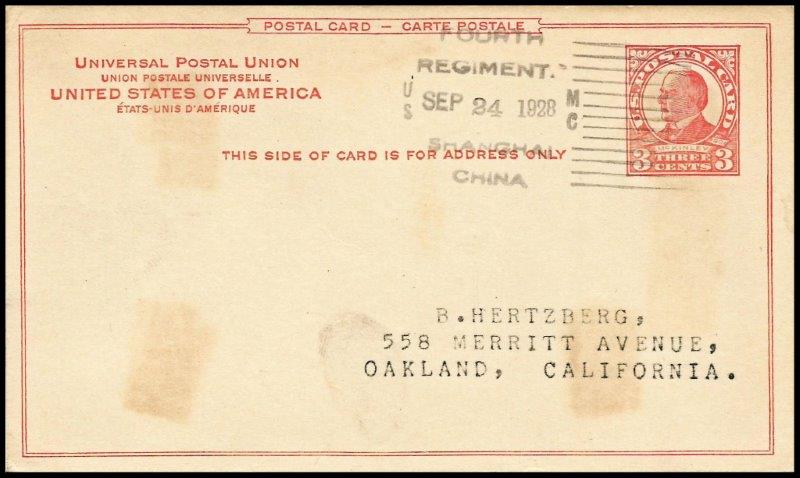 POSTAL CARD — CARTE POSTALE
UNIVERSAL POSTAL UNION
UNION POSTALE UNIVERSELLE.
UNITED STATES OF AMERICA
ÉTATS-UNIS D'AMÉRIQUE
THIS SIDE OF CARD IS FOR ADDRESS ONLY
FOURTH
REGIMENT.
US SEP 24 1928 MC
SHANGHAI
CHINA
U.S. POSTAL CARD
McKINLEY
3 THREE CENTS 3
B.HERTZBERG,
558 MERRITT AVENUE,
OAKLAND, CALIFORNIA.